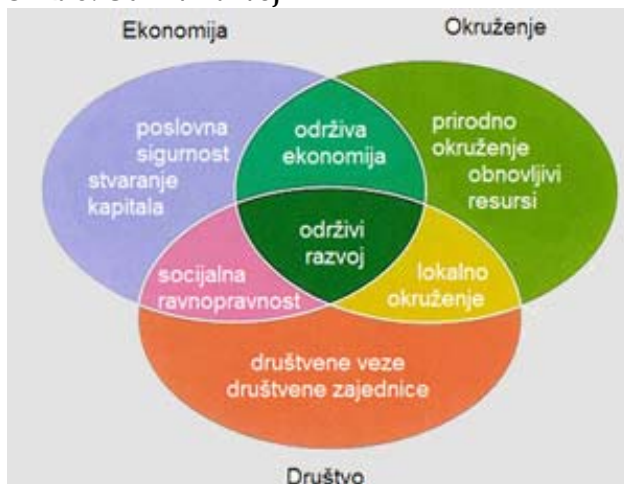 Ekonomija
Okruženje
poslovna
sigurnost
stvaranje
kapitala
održiva
ekonomija
prirodno
okruženje
obnovljivi
resursi
održivi
razvoj
socijalna
ravnopravnost
lokalno
okruženje
društvene veze
društvene zajednice
Društvo